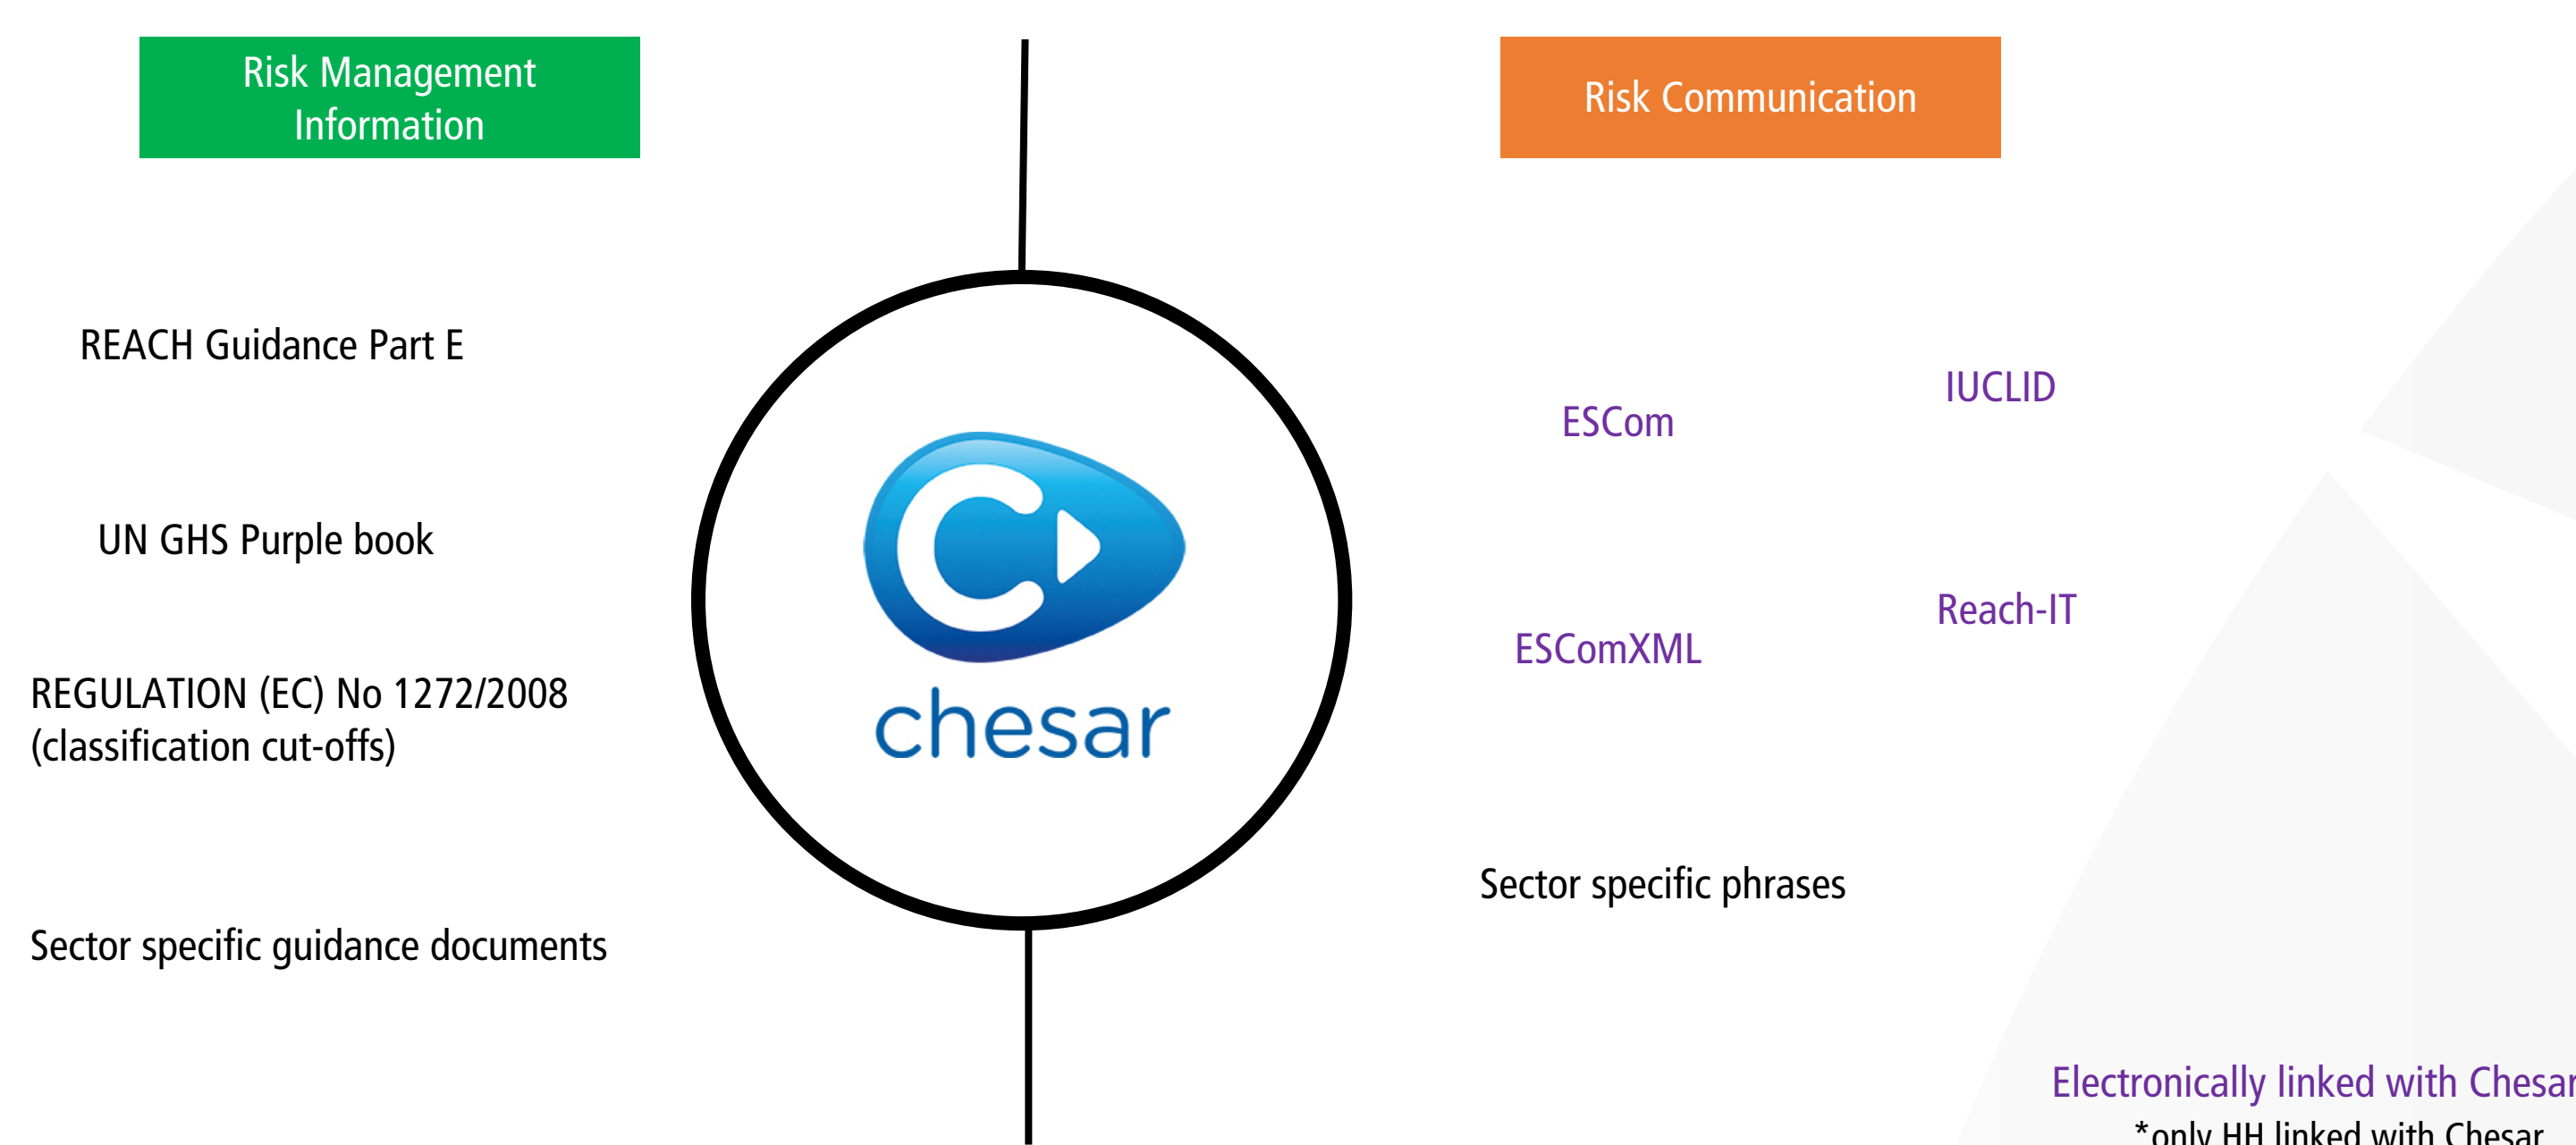 Risk Management
Information
Risk Communication
REACH Guidance Part E
UN GHS Purple book
REGULATION (EC) No 1272/2008
(classification cut-offs)
Sector specific guidance documents
chesar
ESCom
IUCLID
ESComXML
Reach-IT
Sector specific phrases
Electronically linked with Chesar
*only HH linked with Chesar